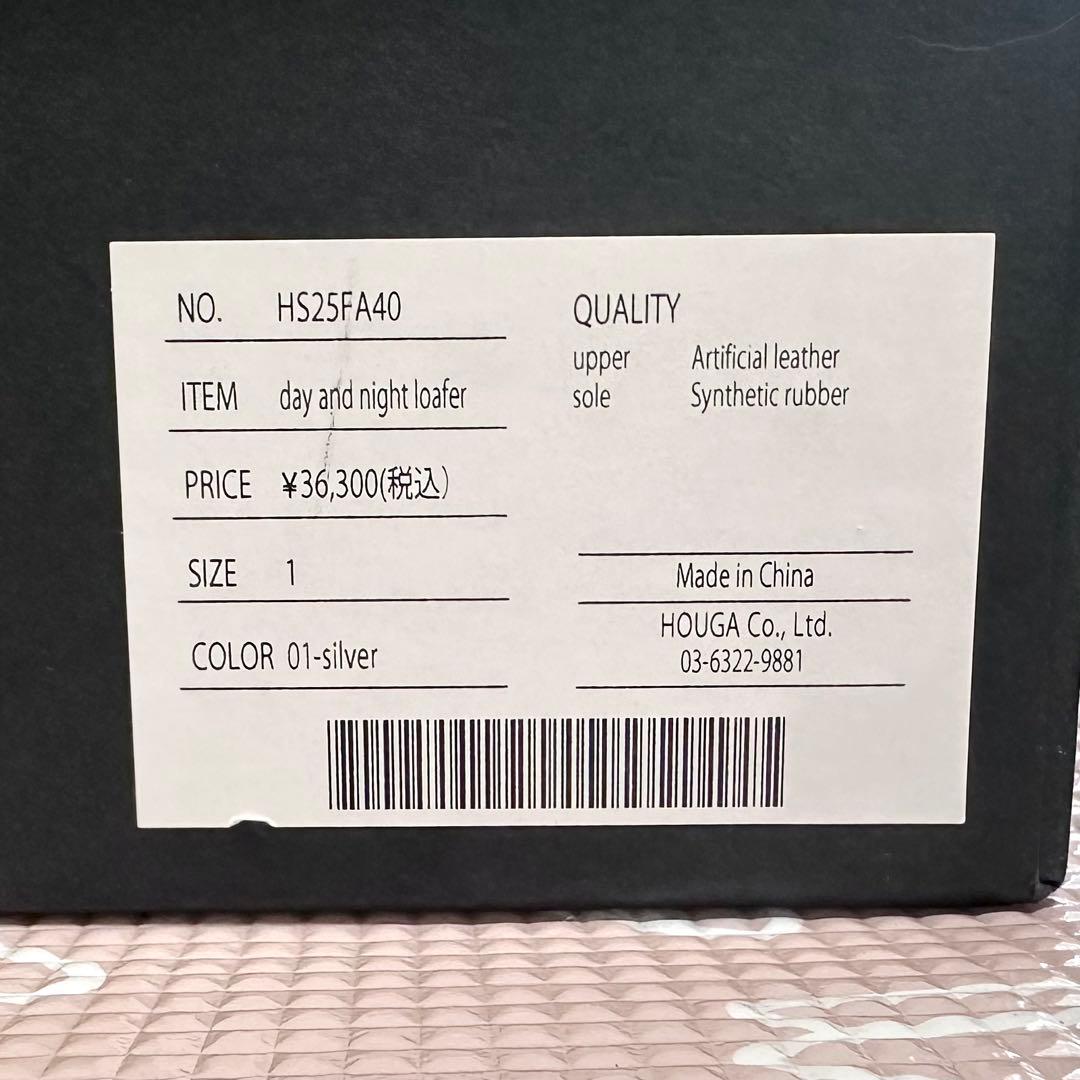 NO. HS25FA40
ITEM day and night loafer
PRICE ¥36,300(税込)
SIZE 1
COLOR 01-silver
QUALITY
upper Artificial leather
sole Synthetic rubber
Made in China
HOUGA Co., Ltd.
03-6322-9881